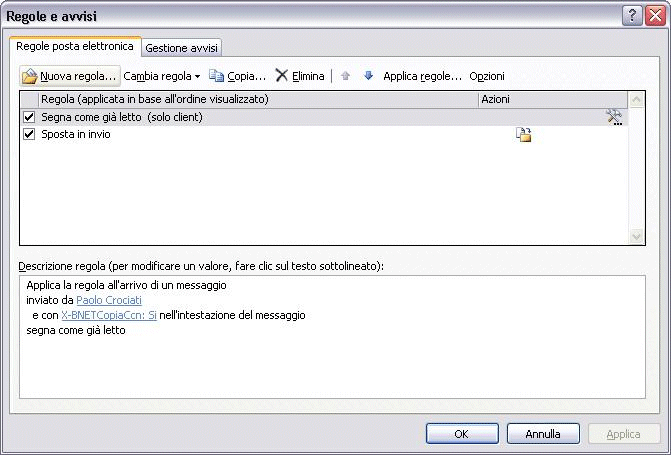 Regole e avvisi
Regole posta elettronica
Gestione avvisi
Nuova regola... Cambia regola Copia... Elimina Applica regole... Opzioni
Regola (applicata in base all'ordine visualizzato) Azioni
Segna come già letto (solo client)
Sposta in invio
Descrizione regola (per modificare un valore, fare clic sul testo sottolineato):
Applica la regola all'arrivo di un messaggio
inviato da Paolo Crociati
e con X-BNETCopiaCcn: Si nell'intestazione del messaggio
segna come già letto
OK Annulla Applica